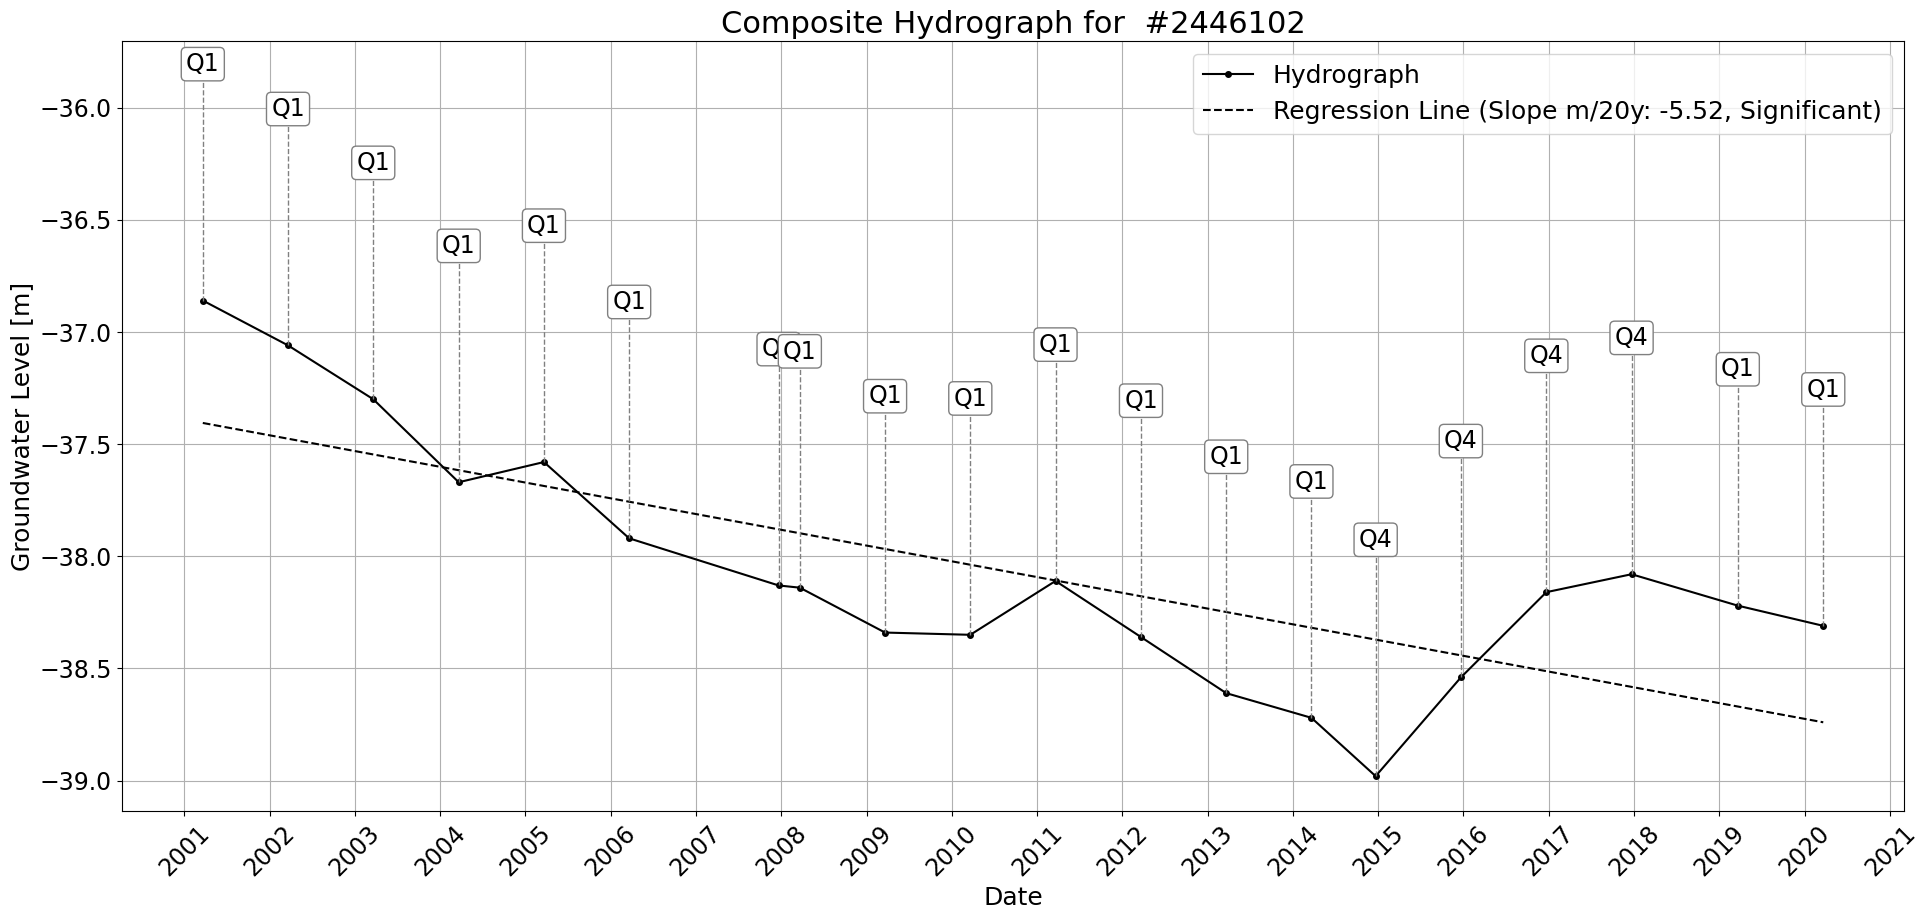 Composite Hydrograph for  #2446102
Hydrograph
Regression Line (Slope m/20y: -5.52, Significant)
Groundwater Level [m]
−36.0
−36.5
−37.0
−37.5
−38.0
−38.5
−39.0
Q1
Q1
Q1
Q1
Q1
Q1
Q1
Q1
Q1
Q1
Q1
Q1
Q1
Q4
Q4
Q4
Q4
Q1
Q1
2001
2002
2003
2004
2005
2006
2007
2008
2009
2010
2011
2012
2013
2014
2015
2016
2017
2018
2019
2020
2021
Date